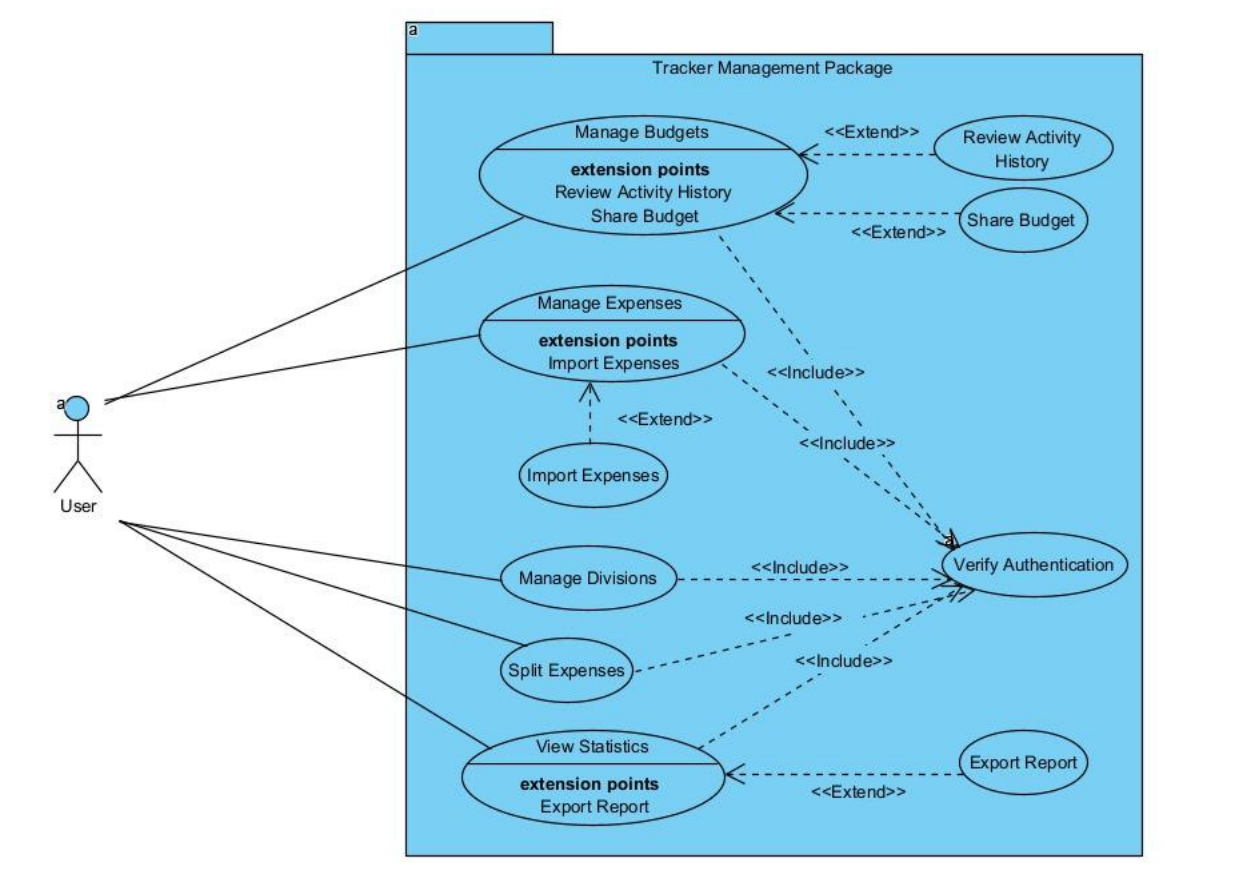 a
Tracker Management Package
Manage Budgets
extension points
Review Activity History
Share Budget
<<Extend>>
Review Activity
History
<<Extend>>
Share Budget
Manage Expenses
extension points
Import Expenses
<<Include>>
<<Extend>>
<<Include>>
Import Expenses
a
User
a
Verify Authentication
Manage Divisions
<<Include>>
<<Include>>
Split Expenses
<<Include>>
View Statistics
extension points
Export Report
<<Extend>>
Export Report